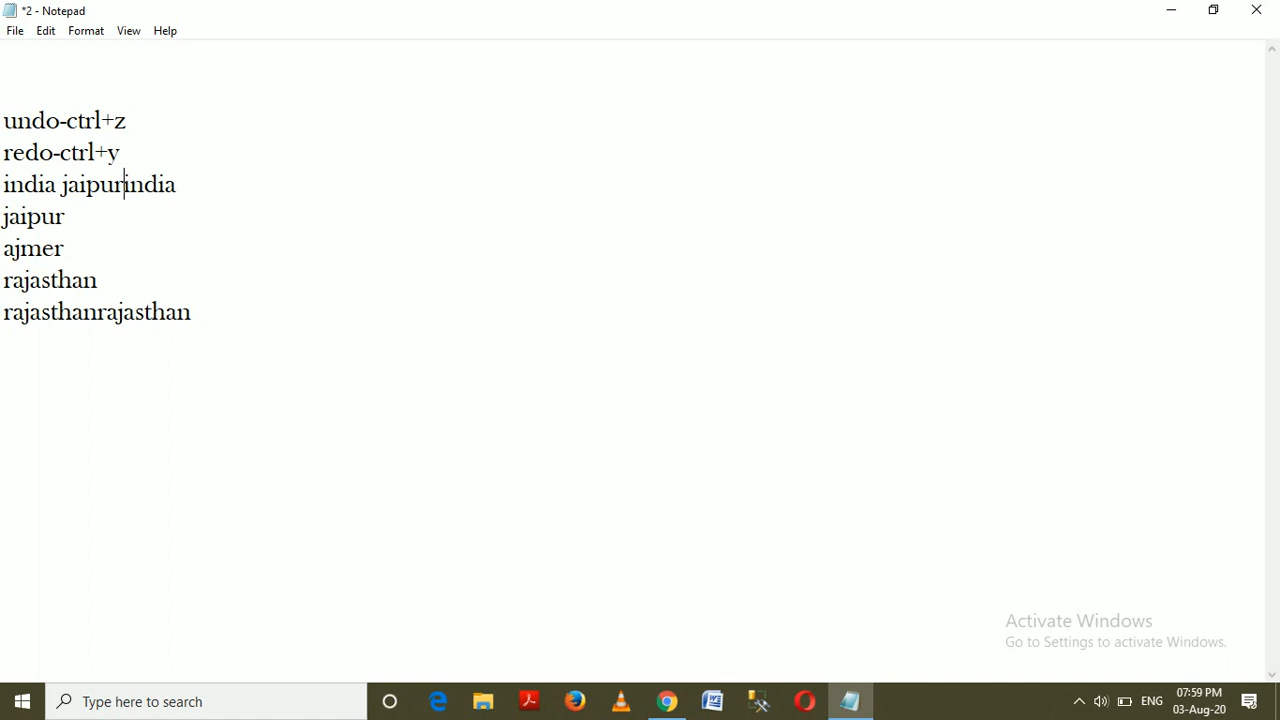 *2 - Notepad
File Edit Format View Help
undo-ctrl+z
redo-ctrl+y
india jaipurindia
jaipur
ajmer
rajasthan
rajasthanrajasthan
Activate Windows
Go to Settings to activate Windows.
Type here to search
ENG
07:59 PM
03-Aug-20